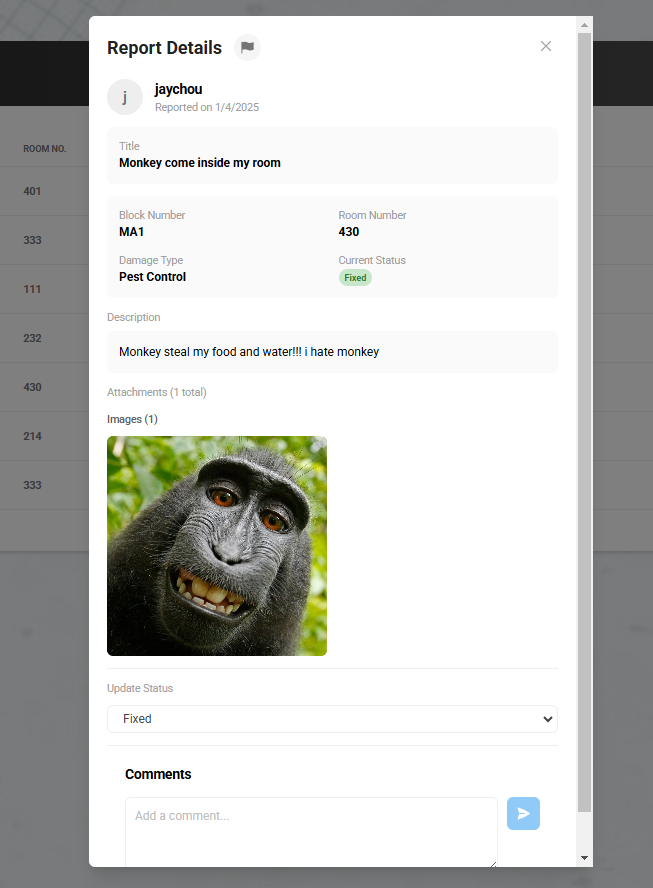 Report Details
j
jaychou
Reported on 1/4/2025
Title
Monkey come inside my room
Block Number
MA1
Room Number
430
Damage Type
Pest Control
Current Status
Fixed
Description
Monkey steal my food and water!!! i hate monkey
Attachments (1 total)
Images (1)
Update Status
Fixed
Comments
Add a comment...
ROOM NO.
401
333
111
232
430
214
333